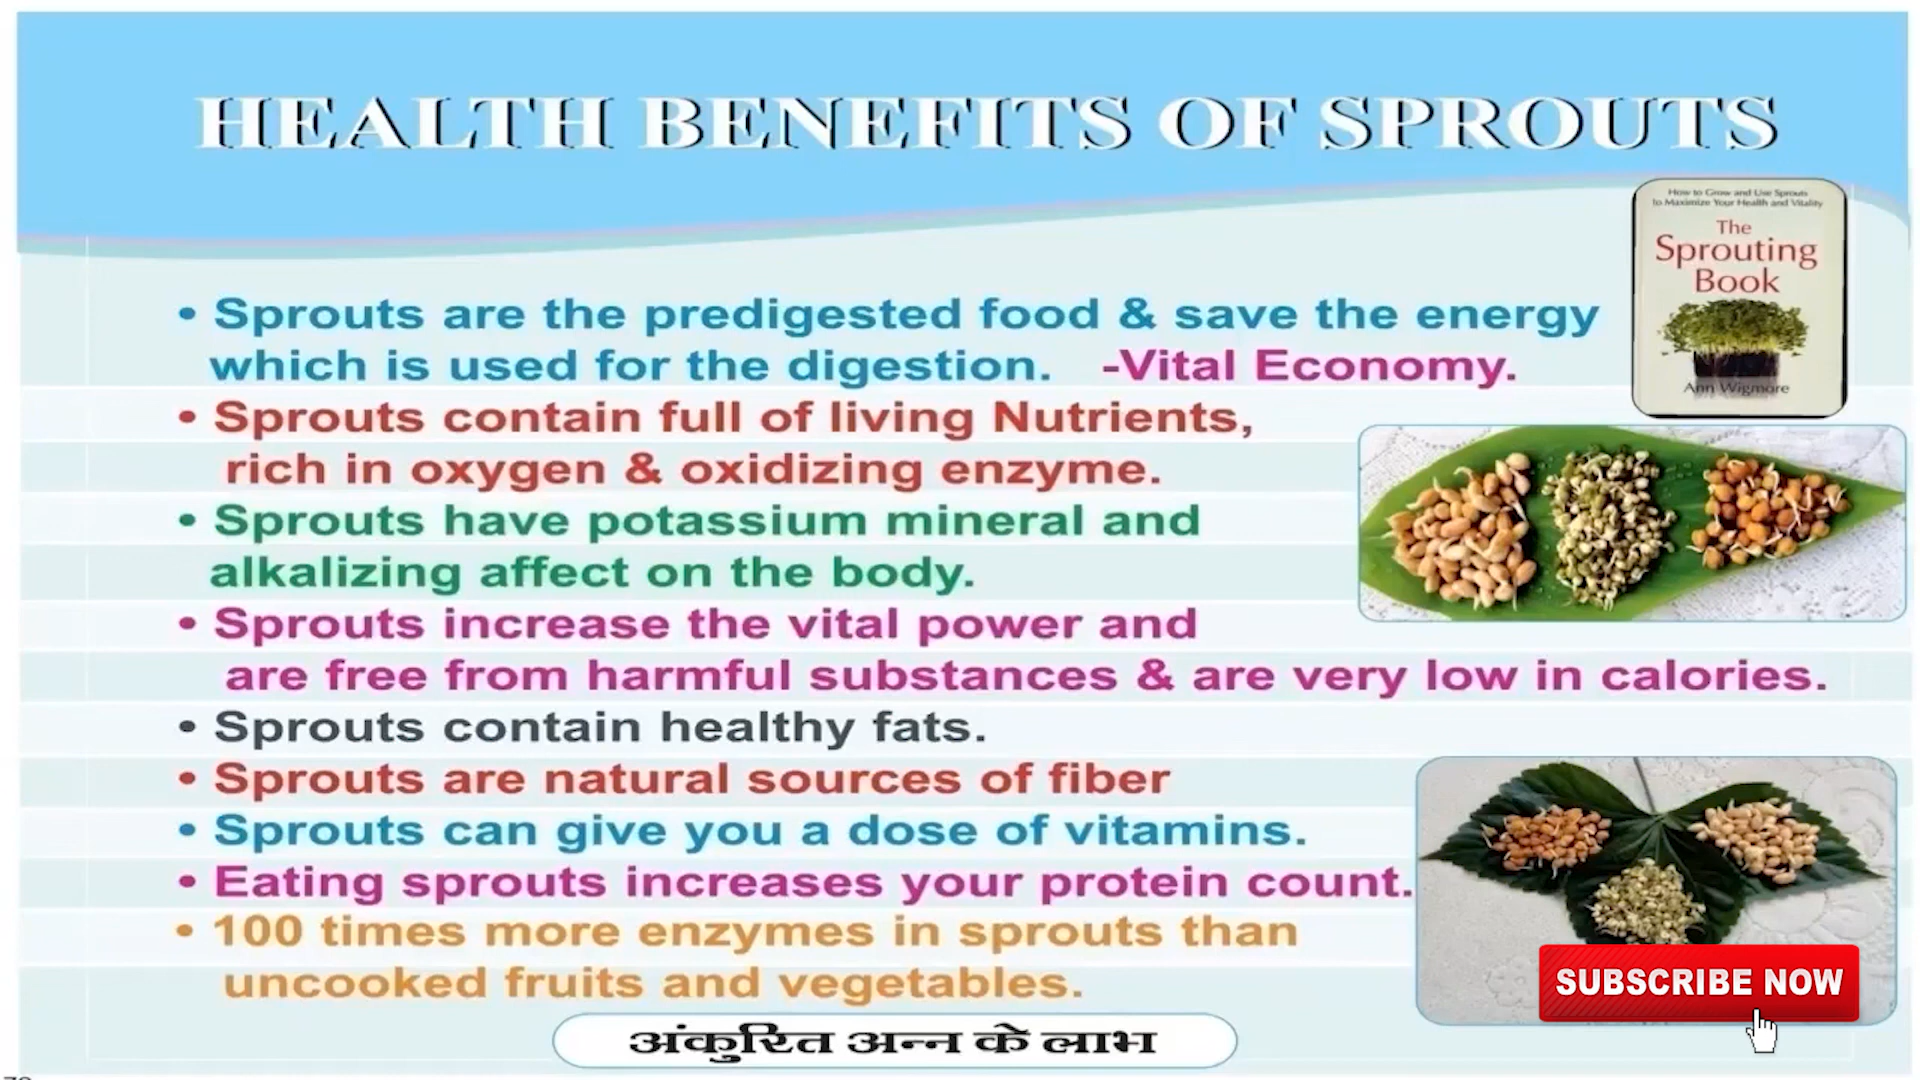 HEALTH BENEFITS OF SPROUTS
How to Grow and Use Sprouts
to Maximize Your Health and Vitality
The
Sprouting
Book
Ann Wigmore
• Sprouts are the predigested food & save the energy
which is used for the digestion. -Vital Economy.
• Sprouts contain full of living Nutrients,
rich in oxygen & oxidizing enzyme.
• Sprouts have potassium mineral and
alkalizing affect on the body.
• Sprouts increase the vital power and
are free from harmful substances & are very low in calories.
• Sprouts contain healthy fats.
• Sprouts are natural sources of fiber
• Sprouts can give you a dose of vitamins.
• Eating sprouts increases your protein count.
• 100 times more enzymes in sprouts than
uncooked fruits and vegetables.
SUBSCRIBE NOW
अंकुरित अन्न के लाभ